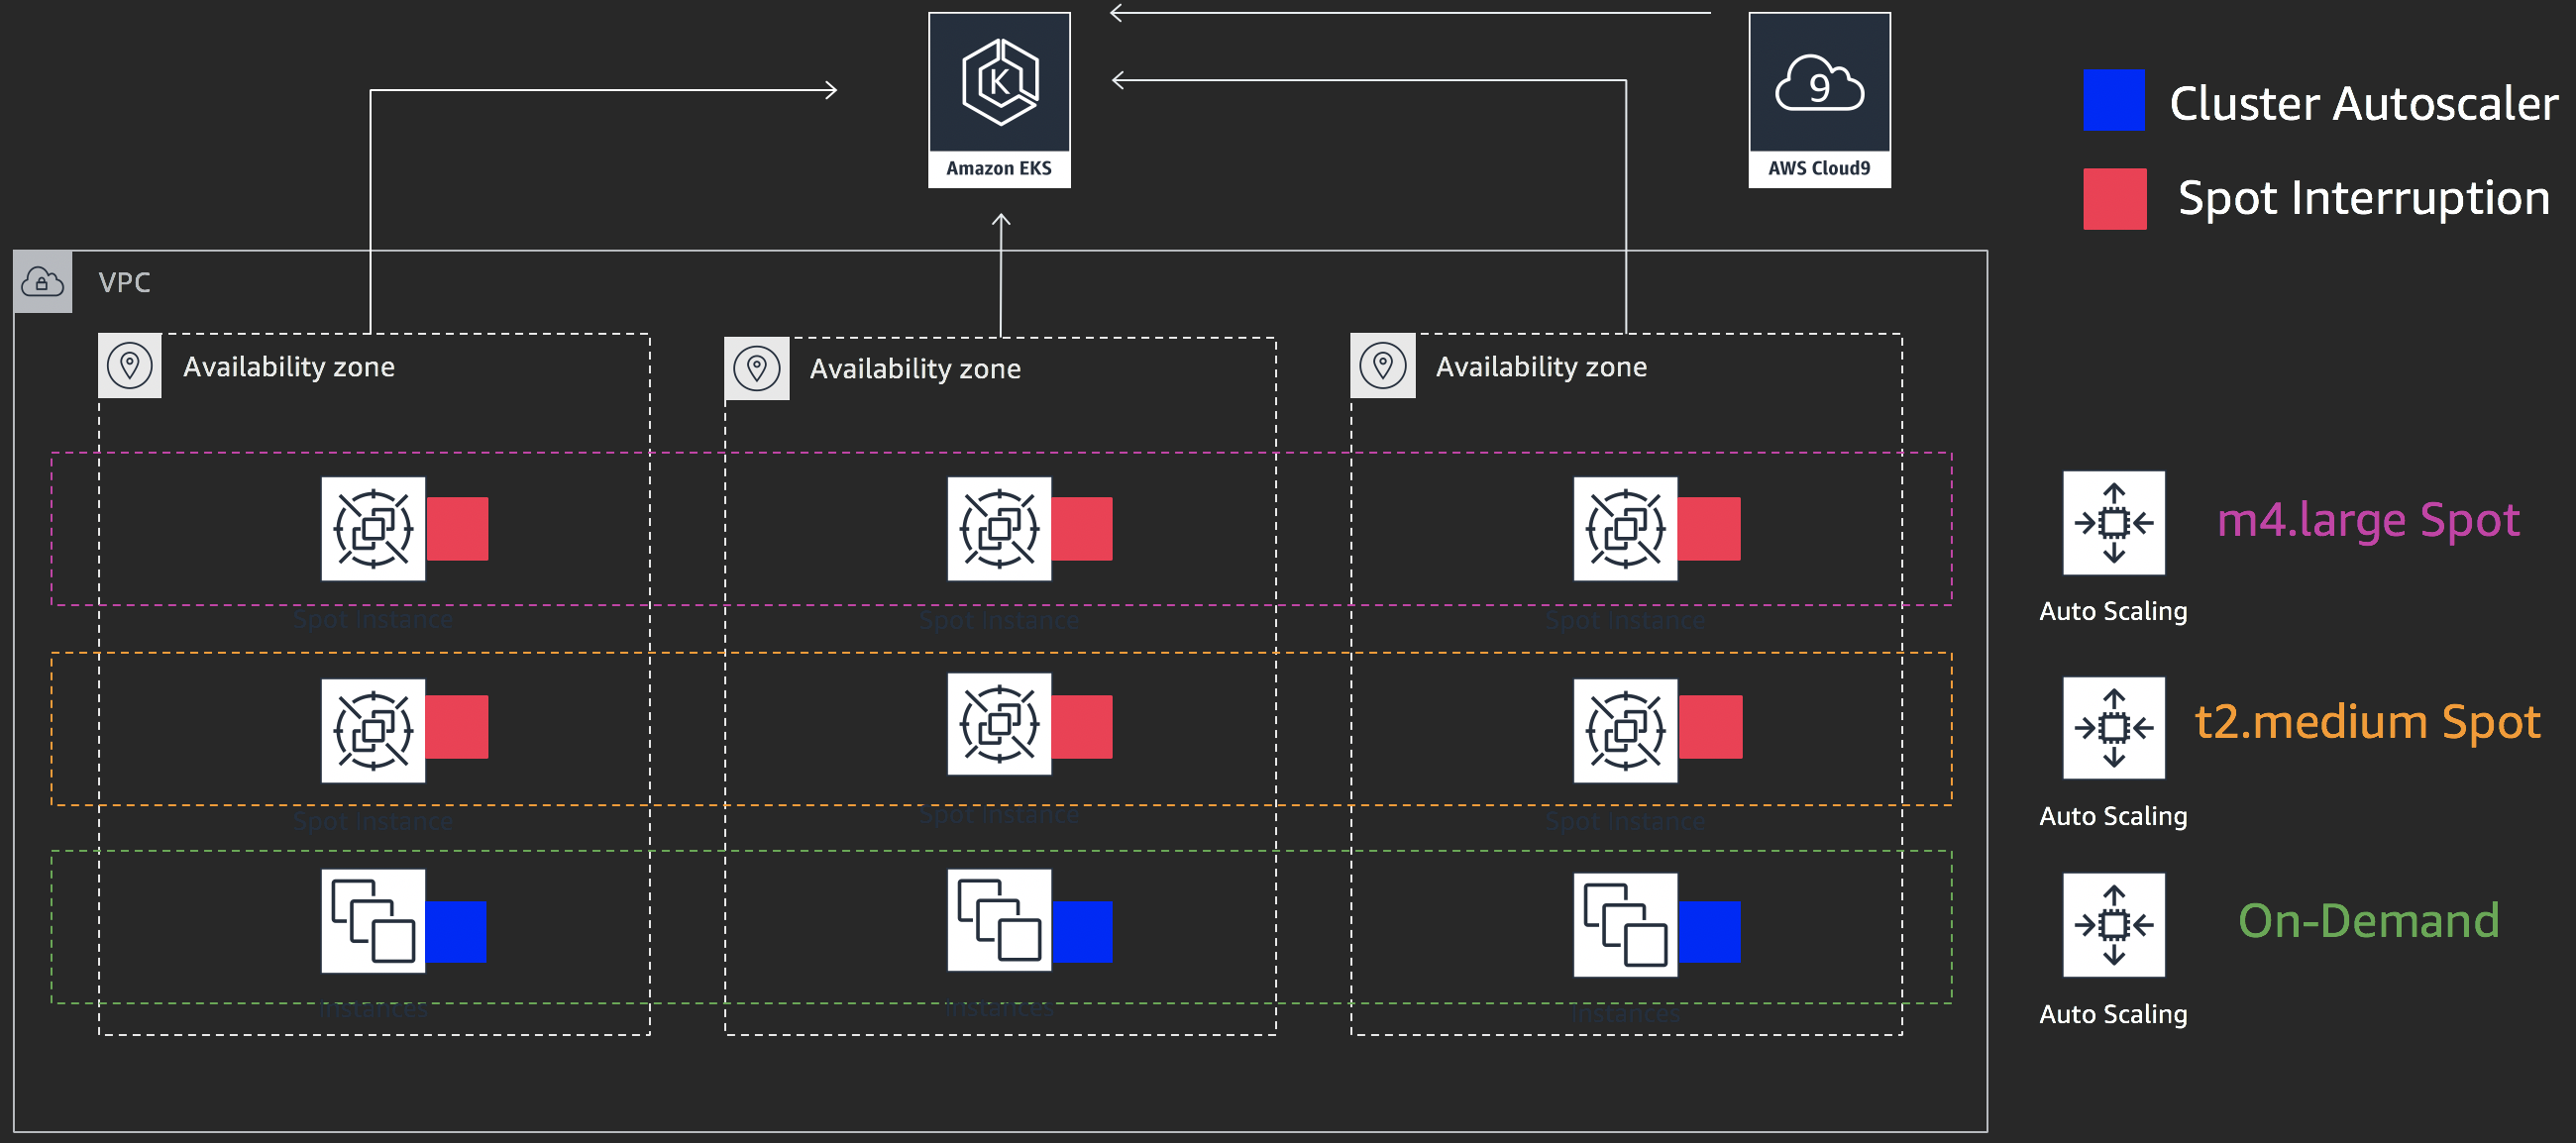 K
Amazon EKS
9
AWS Cloud9
Cluster Autoscaler
Spot Interruption
VPC
Availability zone
Availability zone
Availability zone
m4.large Spot
Auto Scaling
Spot Instance
Spot Instance
Spot Instance
t2.medium Spot
Auto Scaling
Spot Instance
Spot Instance
Spot Instance
On-Demand
Auto Scaling
Instances
Instances
Instances